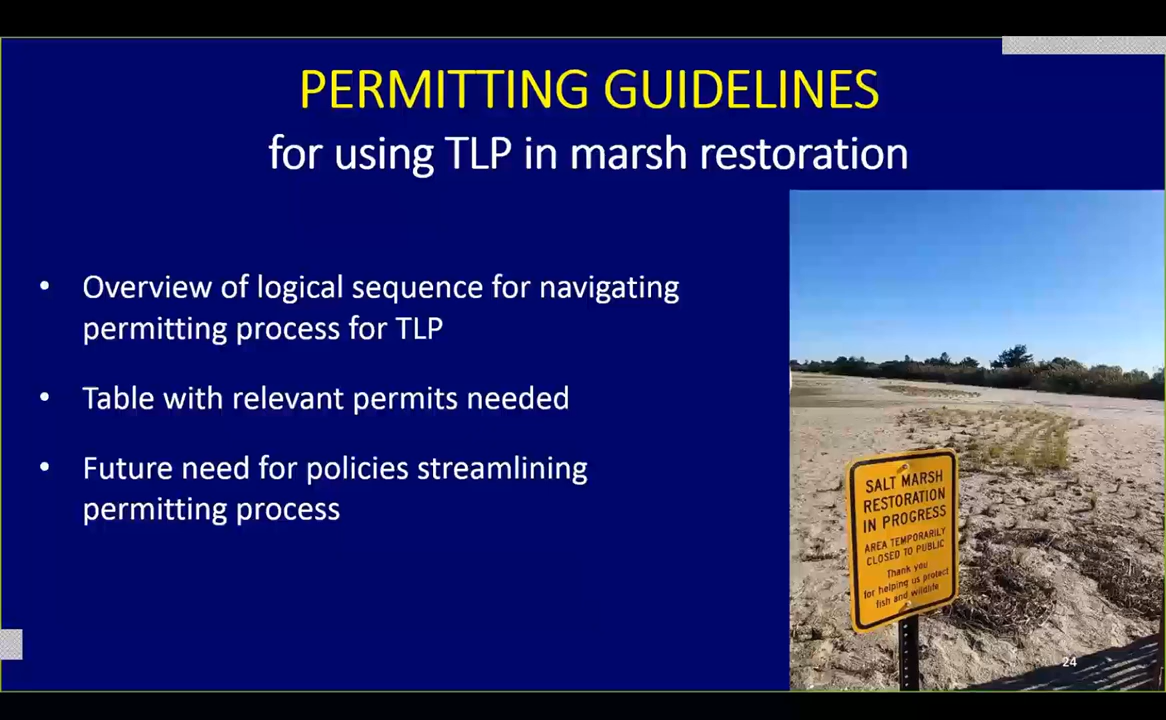 PERMITTING GUIDELINES
for using TLP in marsh restoration
• Overview of logical sequence for navigating
permitting process for TLP
• Table with relevant permits needed
• Future need for policies streamlining
permitting process
SALT MARSH
RESTORATION
IN PROGRESS
AREA TEMPORARILY
CLOSED TO PUBLIC
Thank you
for helping us protect
fish and wildlife
24